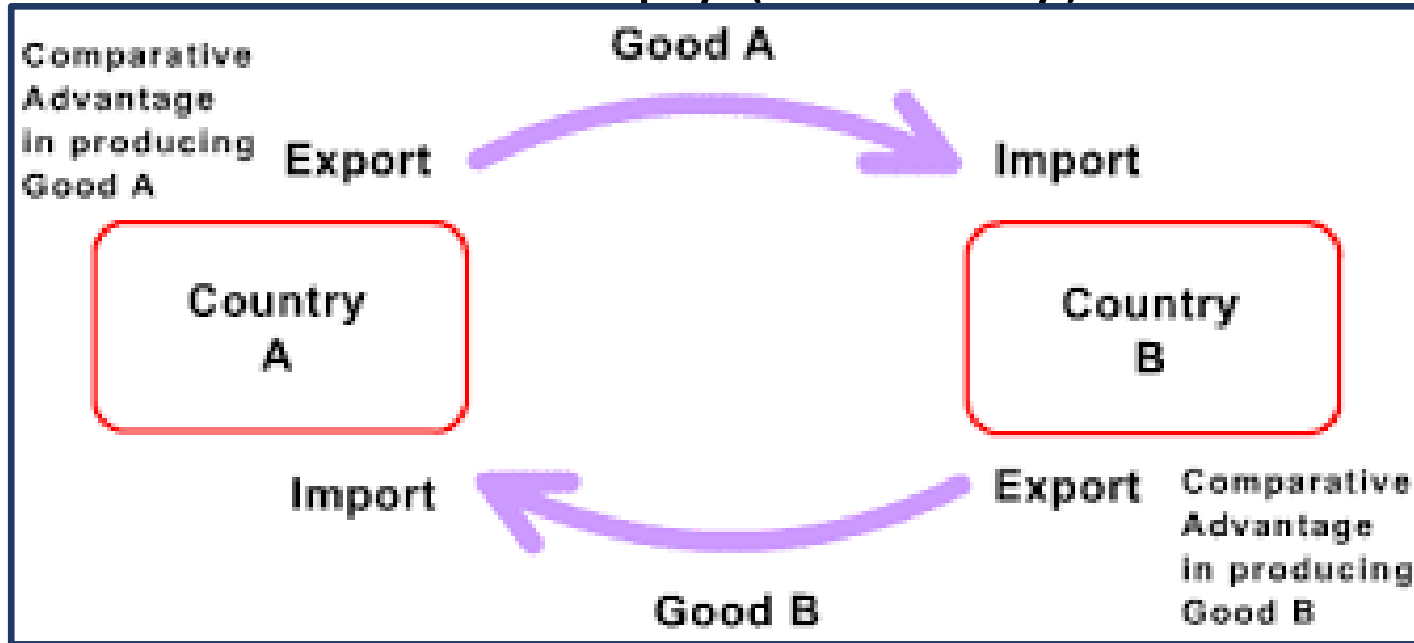 Good A
Comparative
Advantage
in producing
Good A
Export
Import
Country
A
Country
B
Import
Export
Comparative
Advantage
in producing
Good B
Good B